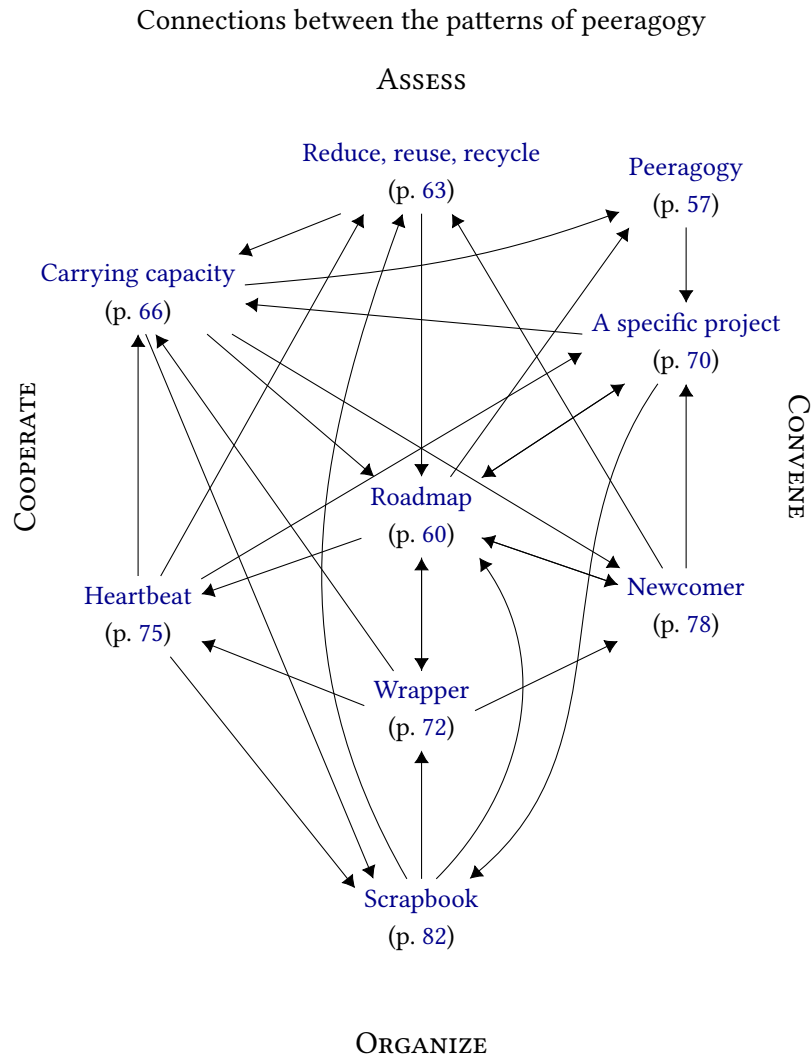 Connections between the patterns of peeragogy
Assess
Reduce, reuse, recycle
(p. 63)
Peeragogy
(p. 57)
Carrying capacity
(p. 66)
A specific project
(p. 70)
Cooperate
Convene
Roadmap
(p. 60)
Heartbeat
(p. 75)
Newcomer
(p. 78)
Wrapper
(p. 72)
Scrapbook
(p. 82)
Organize